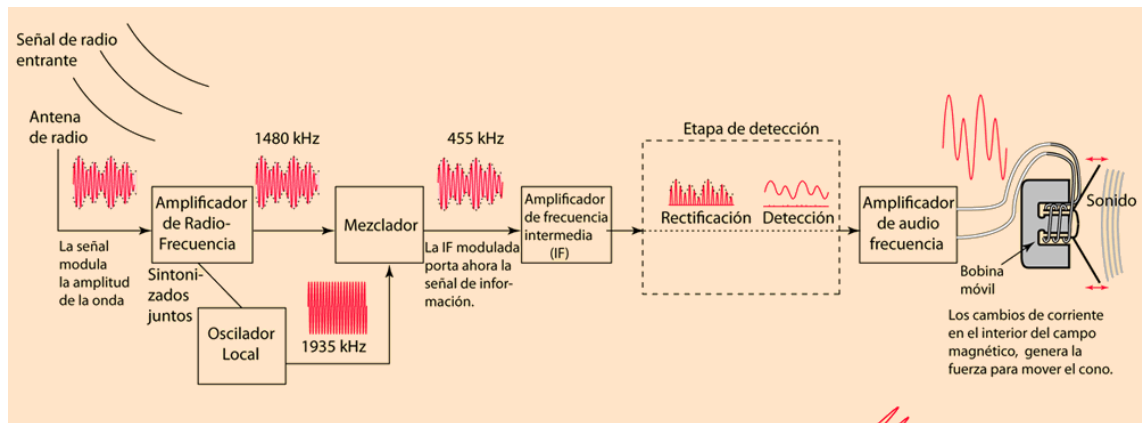 Señal de radio
entrante
Antena
de radio
La señal
modula
la amplitud
de la onda
Amplificador
de Radio-
Frecuencia
Sintoni-
zados
juntos
Oscilador
Local
1480 kHz
1935 kHz
Mezclador
455 kHz
La IF modulada
porta ahora la
señal de infor-
mación.
Amplificador
de frecuencia
intermedia
(IF)
Etapa de detección
Rectificación
Detección
Amplificador
de audio
frecuencia
Sonido
Bobina
móvil
Los cambios de corriente
en el interior del campo
magnético, genera la
fuerza para mover el cono.